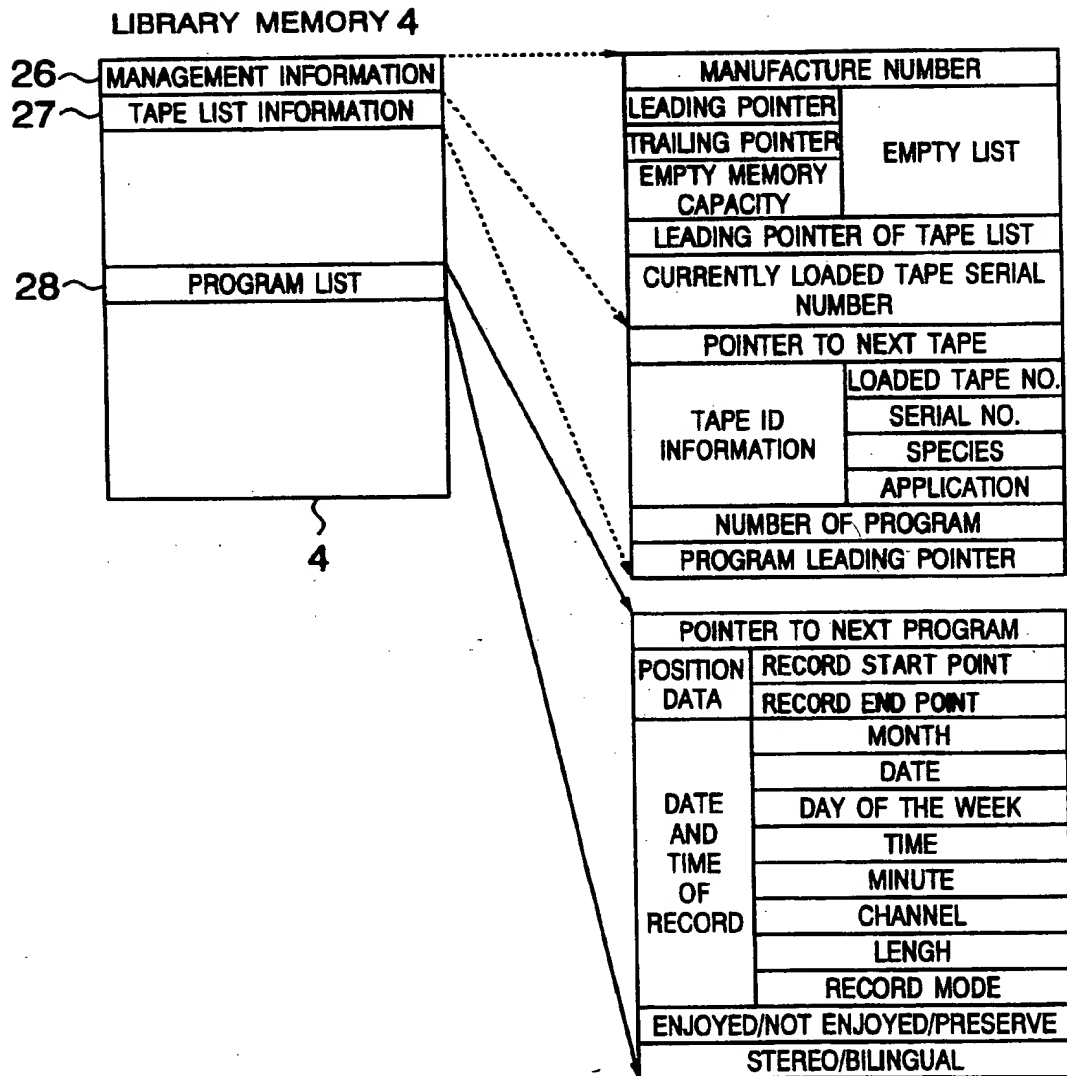 LIBRARY MEMORY 4
26
MANAGEMENT INFORMATION
27
TAPE LIST INFORMATION
28
PROGRAM LIST
4
MANUFACTURE NUMBER
LEADING POINTER
TRAILING POINTER
EMPTY MEMORY
CAPACITY
EMPTY LIST
LEADING POINTER OF TAPE LIST
CURRENTLY LOADED TAPE SERIAL
NUMBER
POINTER TO NEXT TAPE
TAPE ID
INFORMATION
LOADED TAPE NO.
SERIAL NO.
SPECIES
APPLICATION
NUMBER OF PROGRAM
PROGRAM LEADING POINTER
POINTER TO NEXT PROGRAM
POSITION
DATA
RECORD START POINT
RECORD END POINT
DATE
AND
TIME
OF
RECORD
MONTH
DATE
DAY OF THE WEEK
TIME
MINUTE
CHANNEL
LENGH
RECORD MODE
ENJOYED/NOT ENJOYED/PRESERVE
STEREO/BILINGUAL